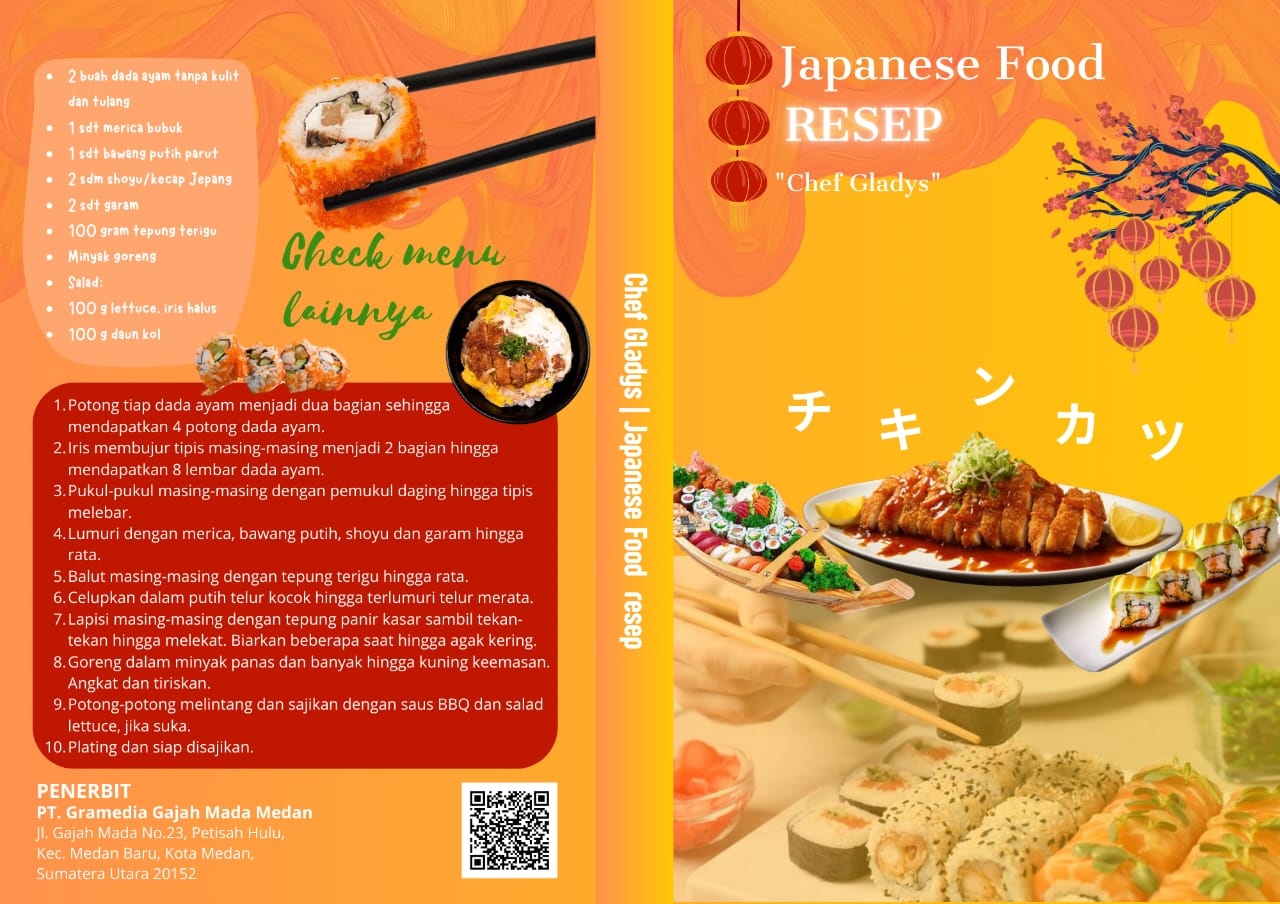 • 2 buah dada ayam tanpa kulit
dan tulang
• 1 sdt merica bubuk
• 1 sdt bawang putih parut
• 2 sdm shoyu/kecap Jepang
• 2 sdt garam
• 100 gram tepung terigu
• Minyak goreng
• Salad:
• 100 g lettuce. iris halus
• 100 g daun kol
Check menu
lainnya
1. Potong tiap dada ayam menjadi dua bagian sehingga
mendapatkan 4 potong dada ayam.
2. Iris membujur tipis masing-masing menjadi 2 bagian hingga
mendapatkan 8 lembar dada ayam.
3. Pukul-pukul masing-masing dengan pemukul daging hingga tipis
melebar.
4. Lumuri dengan merica, bawang putih, shoyu dan garam hingga
rata.
5. Balut masing-masing dengan tepung terigu hingga rata.
6. Celupkan dalam putih telur kocok hingga terlumuri telur merata.
7. Lapisi masing-masing dengan tepung panir kasar sambil tekan-
tekan hingga melekat. Biarkan beberapa saat hingga agak kering.
8. Goreng dalam minyak panas dan banyak hingga kuning keemasan.
Angkat dan tiriskan.
9. Potong-potong melintang dan sajikan dengan saus BBQ dan salad
lettuce, jika suka.
10. Plating dan siap disajikan.
PENERBIT
PT. Gramedia Gajah Mada Medan
Jl. Gajah Mada No.23, Petisah Hulu,
Kec. Medan Baru, Kota Medan,
Sumatera Utara 20152
Chef Gladys | Japanese Food resep
Japanese Food
RESEP
"Chef Gladys"
チキンカツ